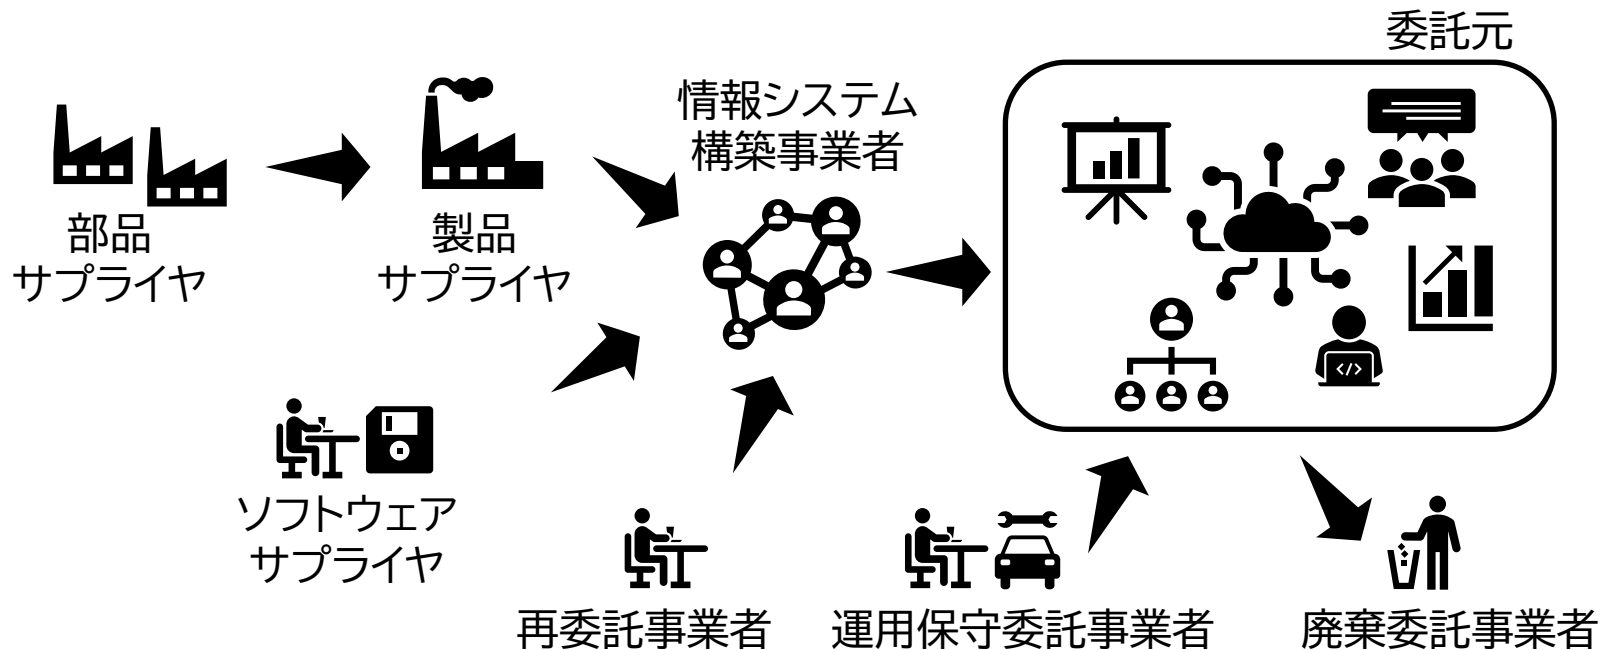 委託元
情報システム
構築事業者
部品
サプライヤ
製品
サプライヤ
ソフトウェア
サプライヤ
再委託事業者
運用保守委託事業者
廃棄委託事業者